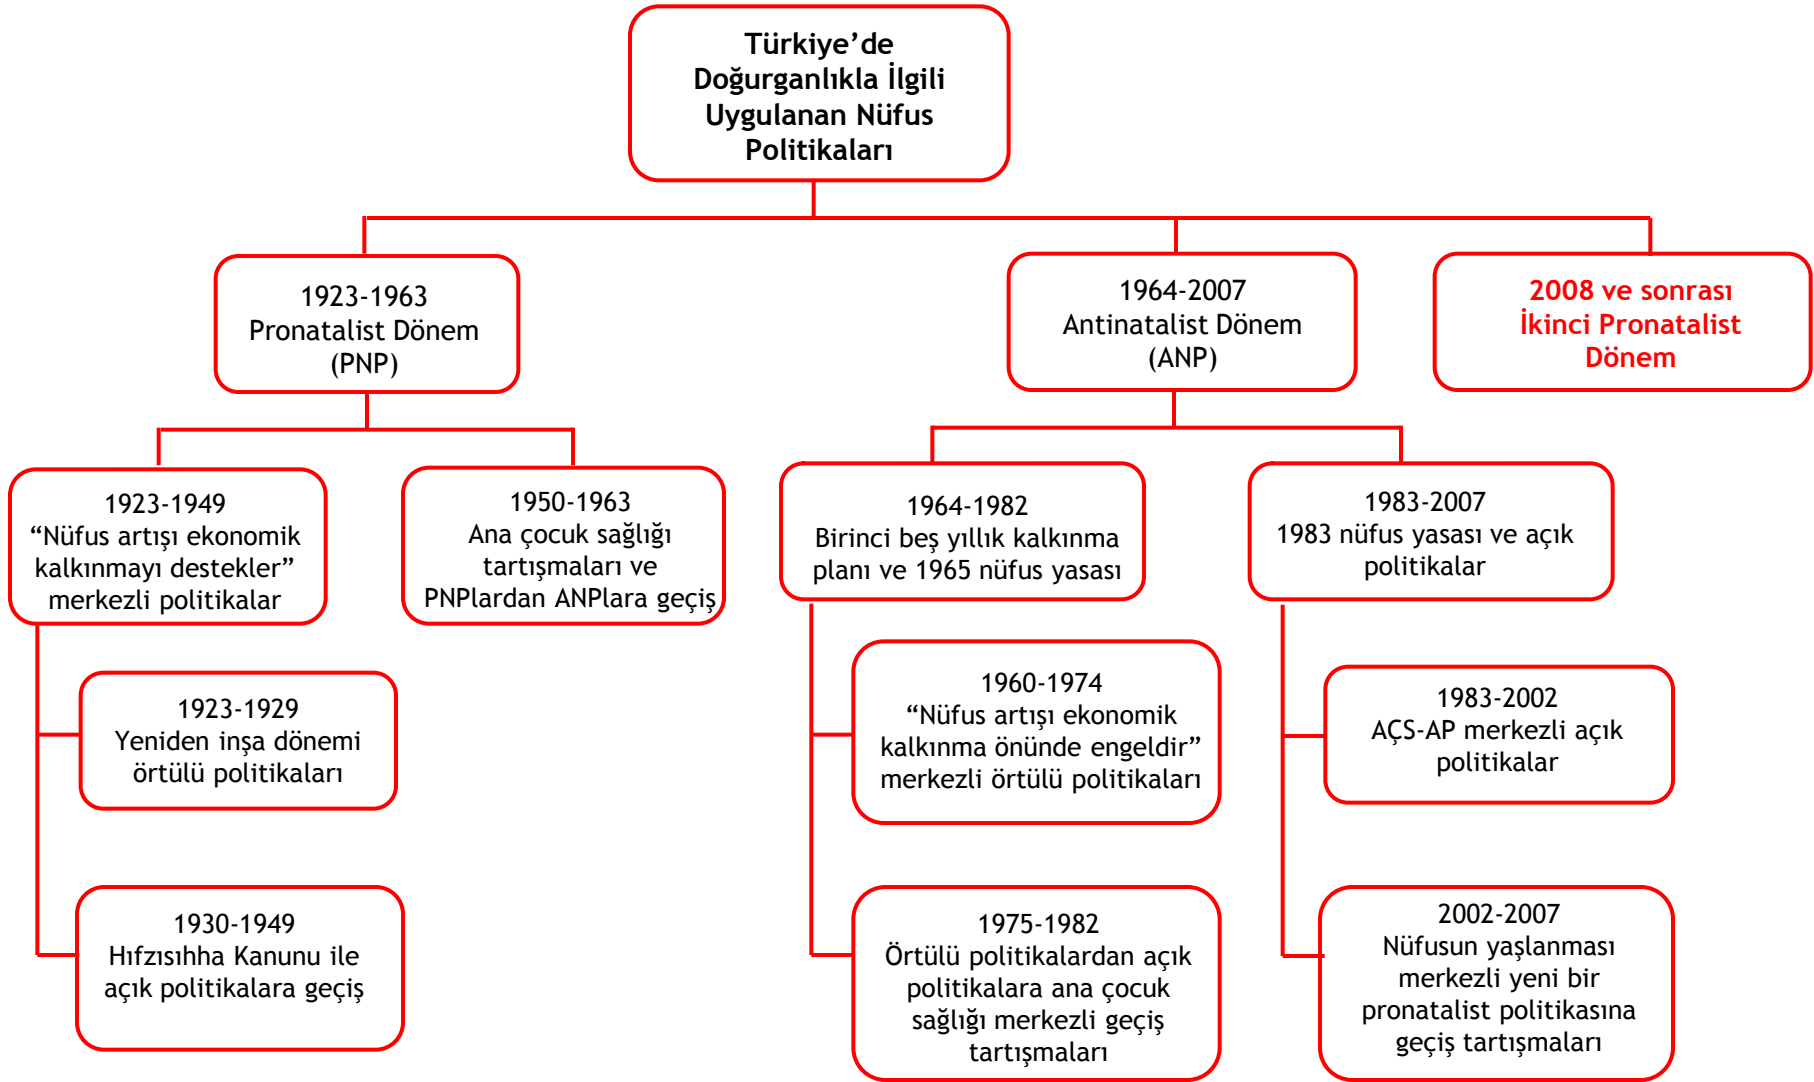 Türkiye’de
Doğurganlıkla İlgili
Uygulanan Nüfus
Politikaları
1923-1963
Pronatalist Dönem
(PNP)
1964-2007
Antinatalist Dönem
(ANP)
2008 ve sonrası
İkinci Pronatalist
Dönem
1923-1949
“Nüfus artışı ekonomik
kalkınmayı destekler”
merkezli politikalar
1950-1963
Ana çocuk sağlığı
tartışmaları ve
PNPlardan ANPlara geçiş
1964-1982
Birinci beş yıllık kalkınma
planı ve 1965 nüfus yasası
1983-2007
1983 nüfus yasası ve açık
politikalar
1923-1929
Yeniden inşa dönemi
örtülü politikaları
1960-1974
“Nüfus artışı ekonomik
kalkınma önünde engeldir”
merkezli örtülü politikaları
1983-2002
AÇS-AP merkezli açık
politikalar
1930-1949
Hıfzısıhha Kanunu ile
açık politikalara geçiş
1975-1982
Örtülü politikalardan açık
politikalara ana çocuk
sağlığı merkezli geçiş
tartışmaları
2002-2007
Nüfusun yaşlanması
merkezli yeni bir
pronatalist politikasına
geçiş tartışmaları